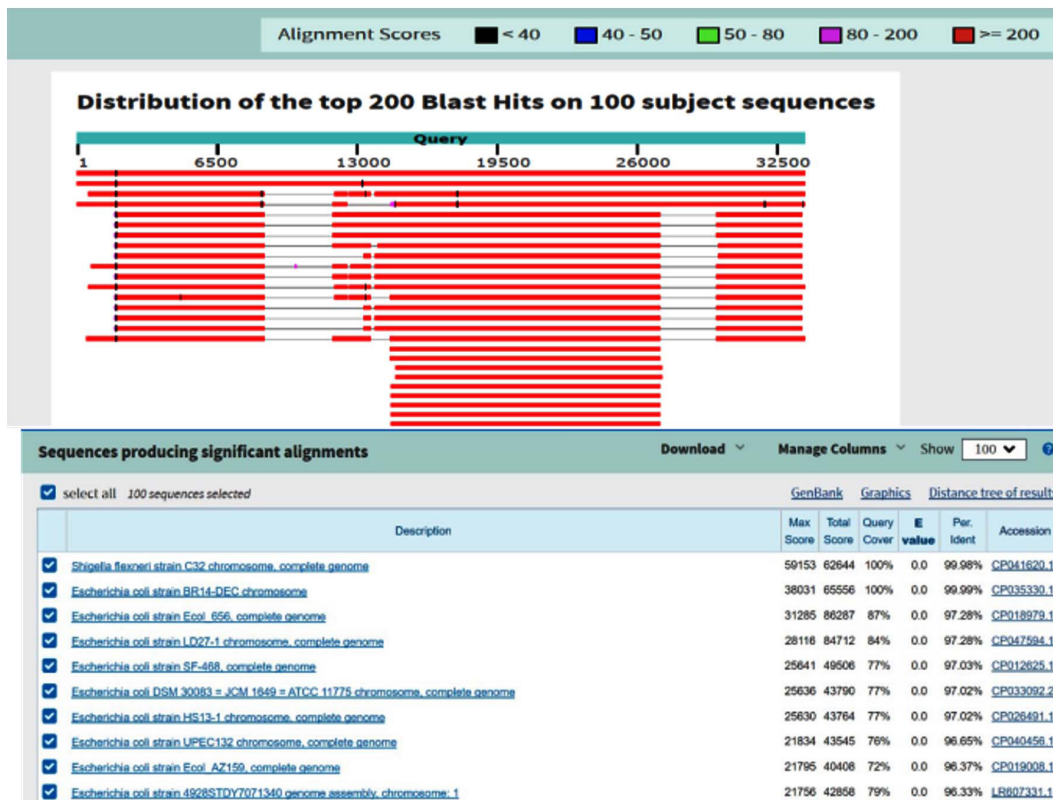 Alignment Scores < 40 40 - 50 50 - 80 80 - 200 >= 200
Distribution of the top 200 Blast Hits on 100 subject sequences
Query
1 6500 13000 19500 26000 32500
Sequences producing significant alignments Download Manage Columns Show 100 ?
select all 100 sequences selected GenBank Graphics Distance tree of results
Description Max Score Total Score Query Cover E value Per. Ident Accession
Shigella flexneri strain C32 chromosome, complete genome 59153 62644 100% 0.0 99.98% CP041620.1
Escherichia coli strain BR14-DEC chromosome 38031 65556 100% 0.0 99.99% CP035330.1
Escherichia coli strain Ecol_656, complete genome 31285 86287 87% 0.0 97.28% CP018979.1
Escherichia coli strain LD27-1 chromosome, complete genome 28116 84712 84% 0.0 97.28% CP047594.1
Escherichia coli strain SF-468, complete genome 25641 49506 77% 0.0 97.03% CP012625.1
Escherichia coli DSM 30083 = JCM 1649 = ATCC 11775 chromosome, complete genome 25636 43790 77% 0.0 97.02% CP033092.2
Escherichia coli strain HS13-1 chromosome, complete genome 25630 43764 77% 0.0 97.02% CP026491.1
Escherichia coli strain UPEC132 chromosome, complete genome 21834 43545 76% 0.0 96.65% CP040456.1
Escherichia coli strain Ecol_AZ159, complete genome 21795 40408 72% 0.0 96.37% CP019008.1
Escherichia coli strain 4928STDY7071340 genome assembly, chromosome: 1 21756 42858 79% 0.0 96.33% LR607331.1